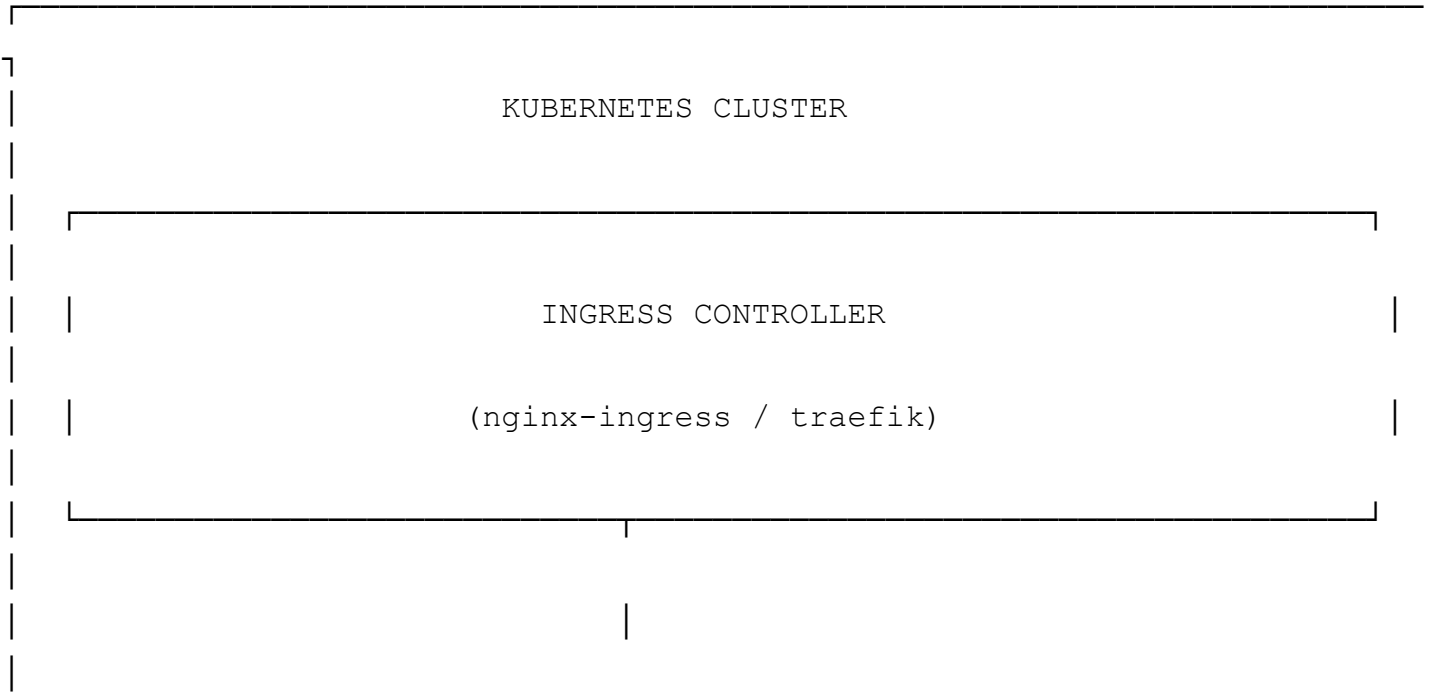 KUBERNETES CLUSTER
INGRESS CONTROLLER
(nginx-ingress / traefik)